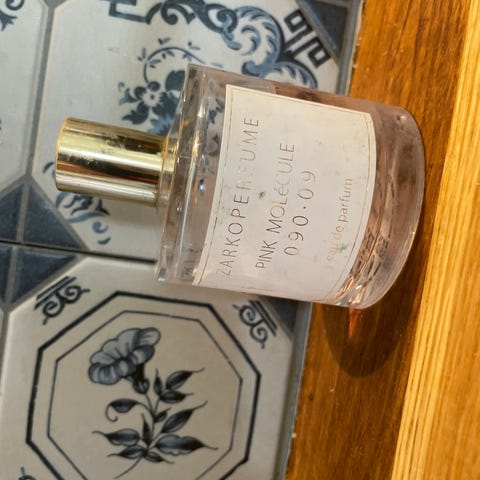 ZARKOPERFUME
PINK MOLéCULE
090·09
eau de parfum